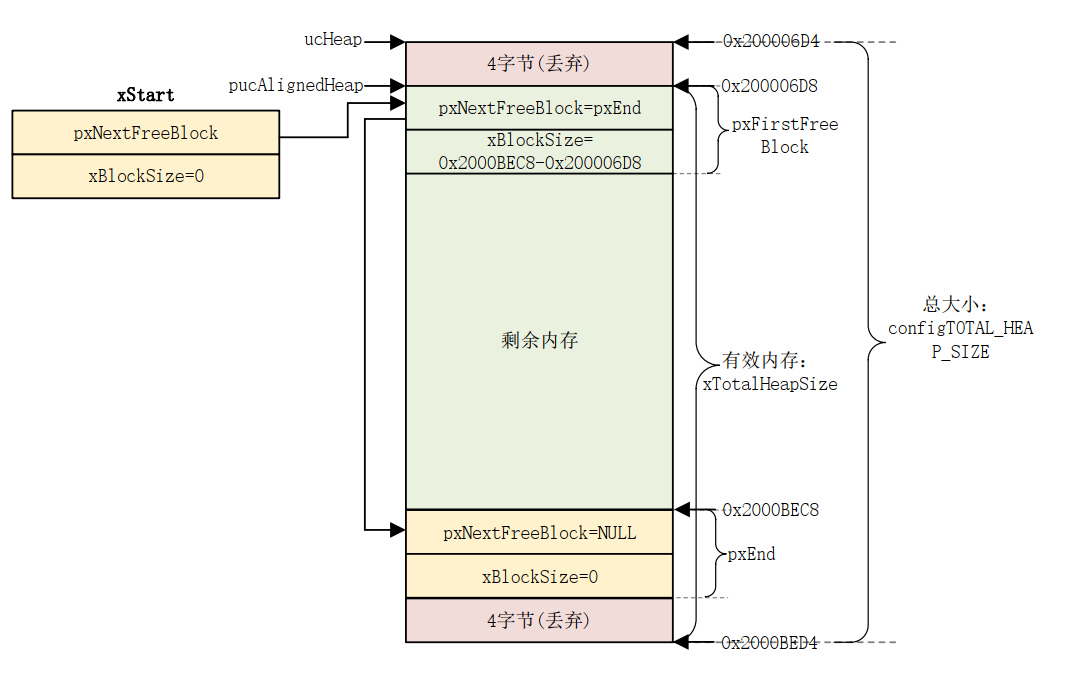 ucHeap
0x200006D4
4字节(丢弃)
pucAlignedHeap
0x200006D8
xStart
pxNextFreeBlock
xBlockSize=0
pxNextFreeBlock=pxEnd
xBlockSize=
0x2000BEC8-0x200006D8
pxFirstFree
Block
剩余内存
总大小:
configTOTAL_HEA
P_SIZE
有效内存:
xTotalHeapSize
0x2000BEC8
pxNextFreeBlock=NULL
pxEnd
xBlockSize=0
4字节(丢弃)
0x2000BED4